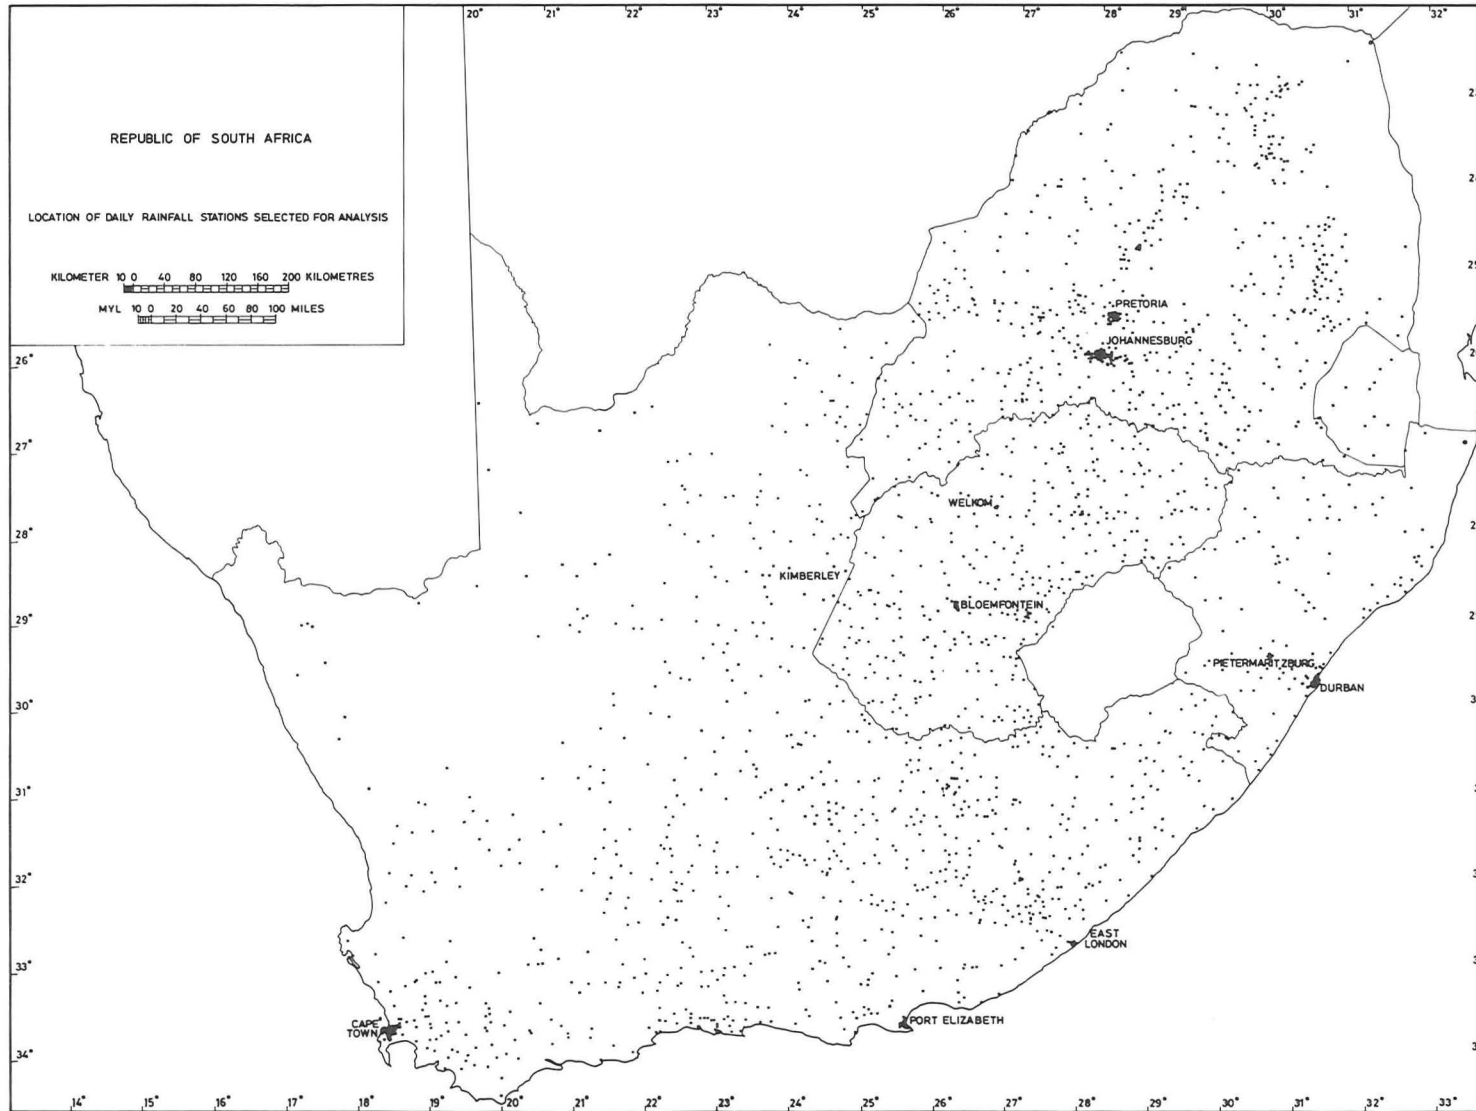 20° 21° 22° 23° 24° 25° 26° 27° 28° 29° 30° 31° 32°
REPUBLIC OF SOUTH AFRICA
LOCATION OF DAILY RAINFALL STATIONS SELECTED FOR ANALYSIS
KILOMETER 10 0 40 80 120 160 200 KILOMETRES
MYL 10 0 20 40 60 80 100 MILES
PRETORIA
JOHANNESBURG
26°
27°
WELKOM
28°
KIMBERLEY
BLOEMFONTEIN
29°
PIETERMARITZBURG
DURBAN
30°
31°
32°
EAST
LONDON
33°
CAPE
TOWN
PORT ELIZABETH
34°
14° 15° 16° 17° 18° 19° 20° 21° 22° 23° 24° 25° 26° 27° 28° 29° 30° 31° 32° 33°